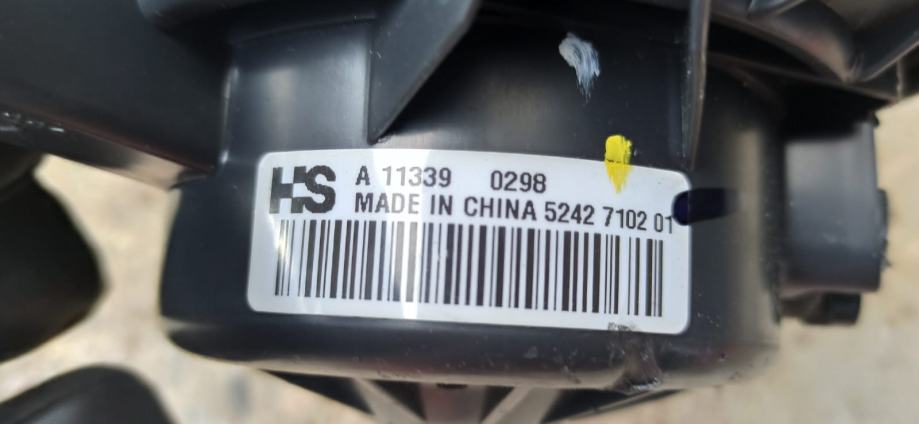 HS A 11339 0298
MADE IN CHINA 5242 7102 01